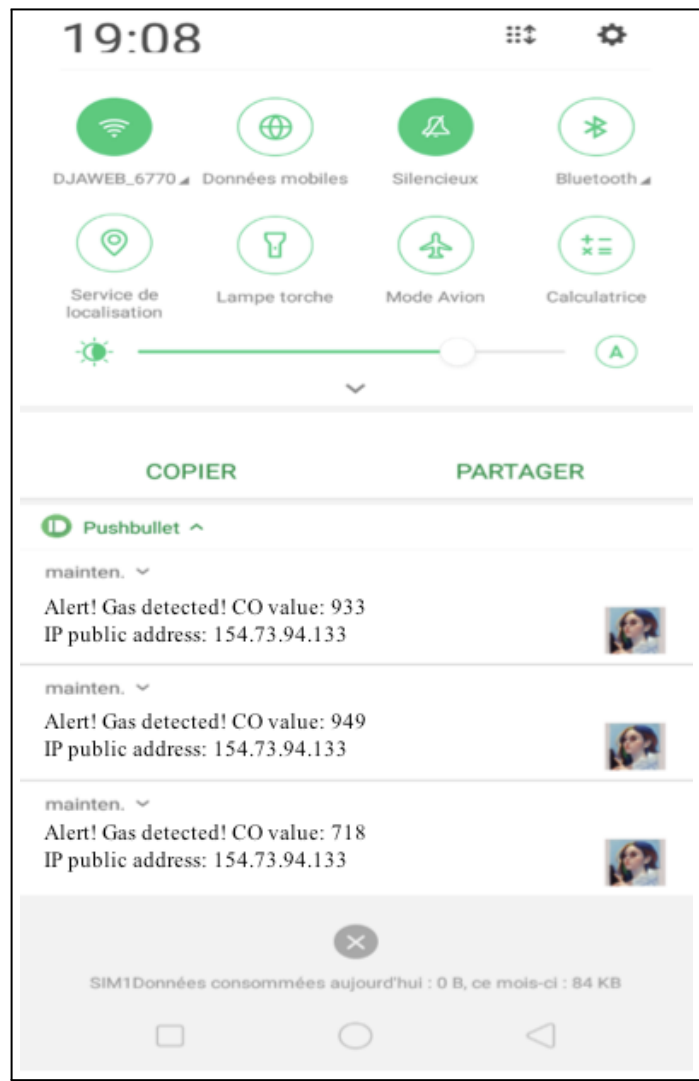 19:08
DJAWEB_6770 Données mobiles Silencieux Bluetooth
Service de localisation Lampe torche Mode Avion Calculatrice
A
COPIER PARTAGER
Pushbullet
mainten.
Alert! Gas detected! CO value: 933
IP public address: 154.73.94.133
mainten.
Alert! Gas detected! CO value: 949
IP public address: 154.73.94.133
mainten.
Alert! Gas detected! CO value: 718
IP public address: 154.73.94.133
SIM1Données consommées aujourd'hui : 0 B, ce mois-ci : 84 KB